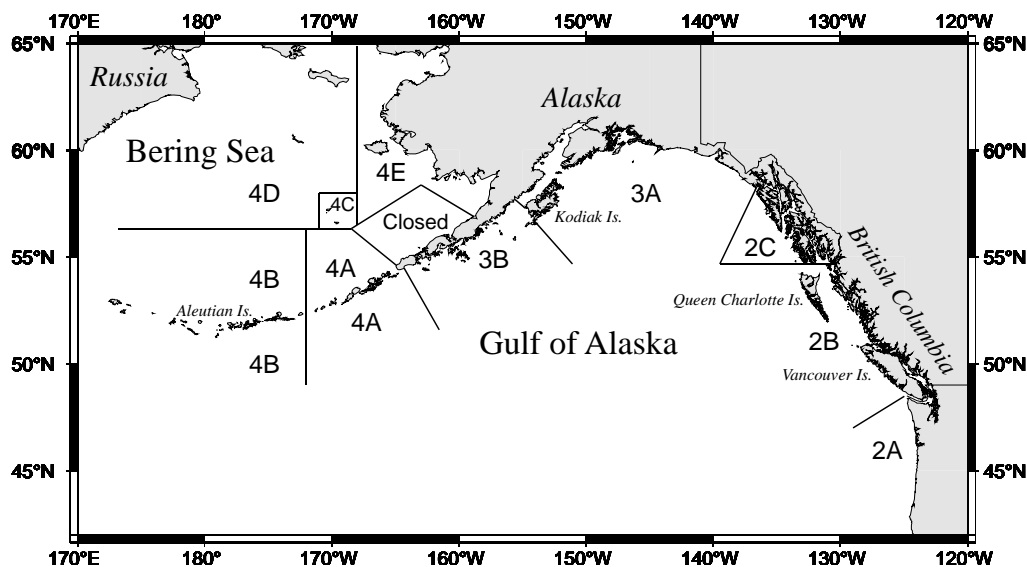 170°E 180° 170°W 160°W 150°W 140°W 130°W 120°W
65°N 65°N
Russia
Alaska
Bering Sea
60°N 60°N
4E
4D
4C
3A
Closed
Kodiak Is.
British Columbia
2C
3B
55°N 55°N
4A
4B
Queen Charlotte Is.
Aleutian Is.
4A
2B
Gulf of Alaska
50°N 50°N
4B
Vancouver Is.
2A
45°N 45°N
170°E 180° 170°W 160°W 150°W 140°W 130°W 120°W